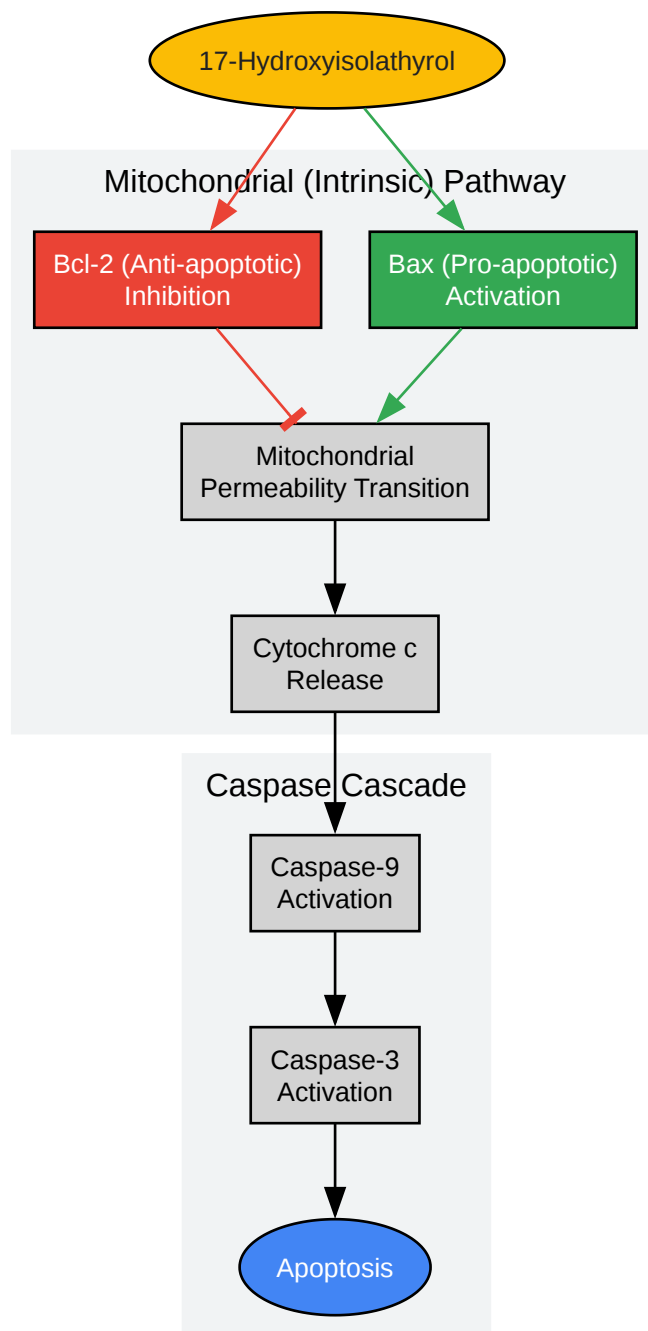 17-Hydroxyisolathyrol
Mitochondrial (Intrinsic) Pathway
Bcl-2 (Anti-apoptotic)
Inhibition
Bax (Pro-apoptotic)
Activation
Mitochondrial
Permeability Transition
Cytochrome c
Release
Caspase Cascade
Caspase-9
Activation
Caspase-3
Activation
Apoptosis